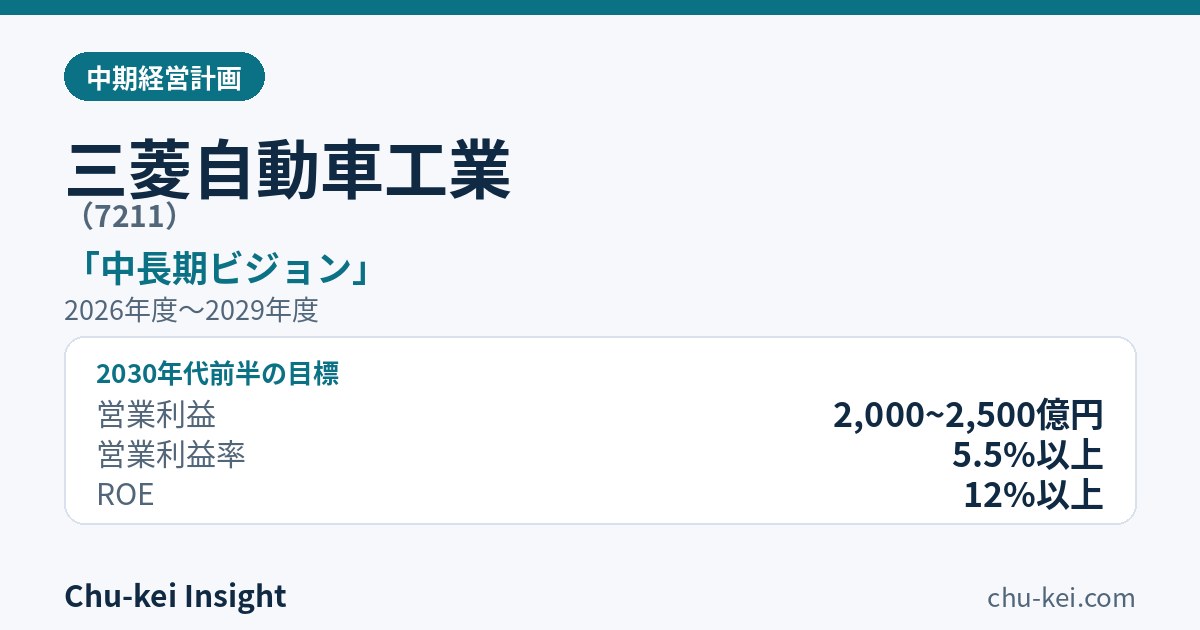 中期経営計画
三菱自動車工業
（7211）
「中長期ビジョン」
2026年度～2029年度
2030年代前半の目標
営業利益 2,000~2,500億円
営業利益率 5.5%以上
ROE 12%以上
Chu-kei Insight chu-kei.com